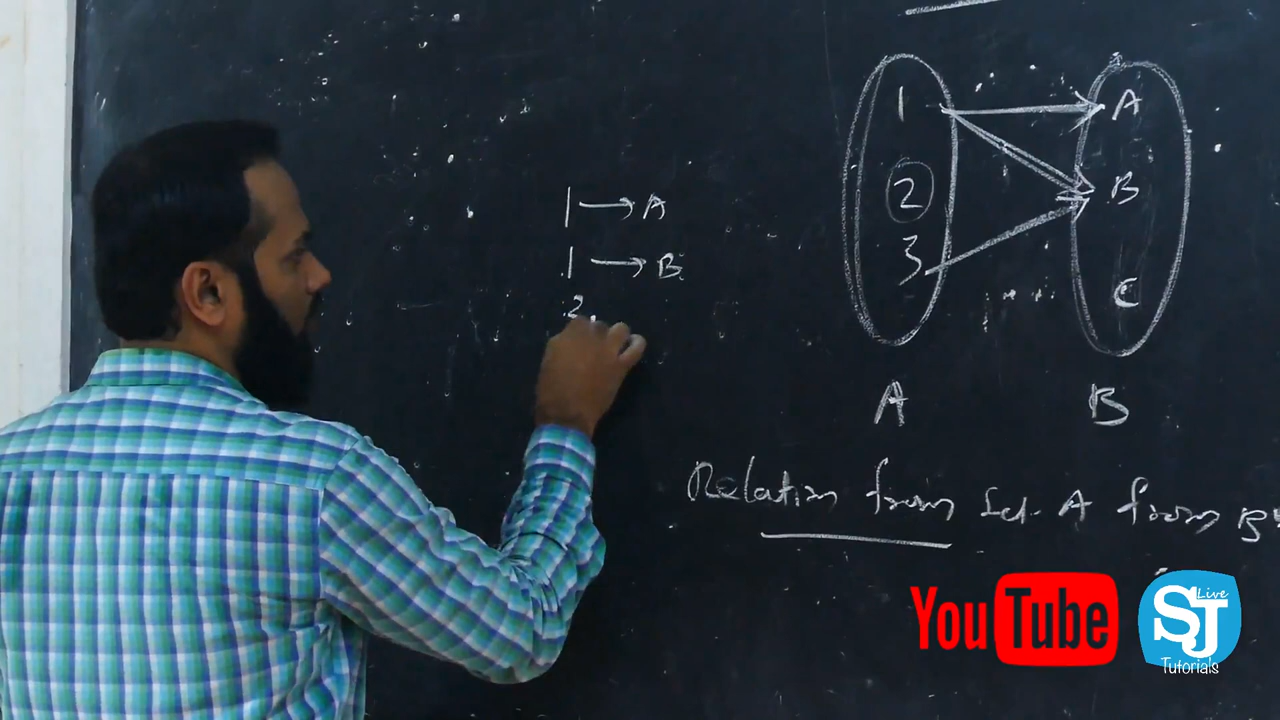 1 → A
1 → B
2
1 A
2 B
3 C
A B
Relation from Set A from B
YouTube
Live
SJ
Tutorials